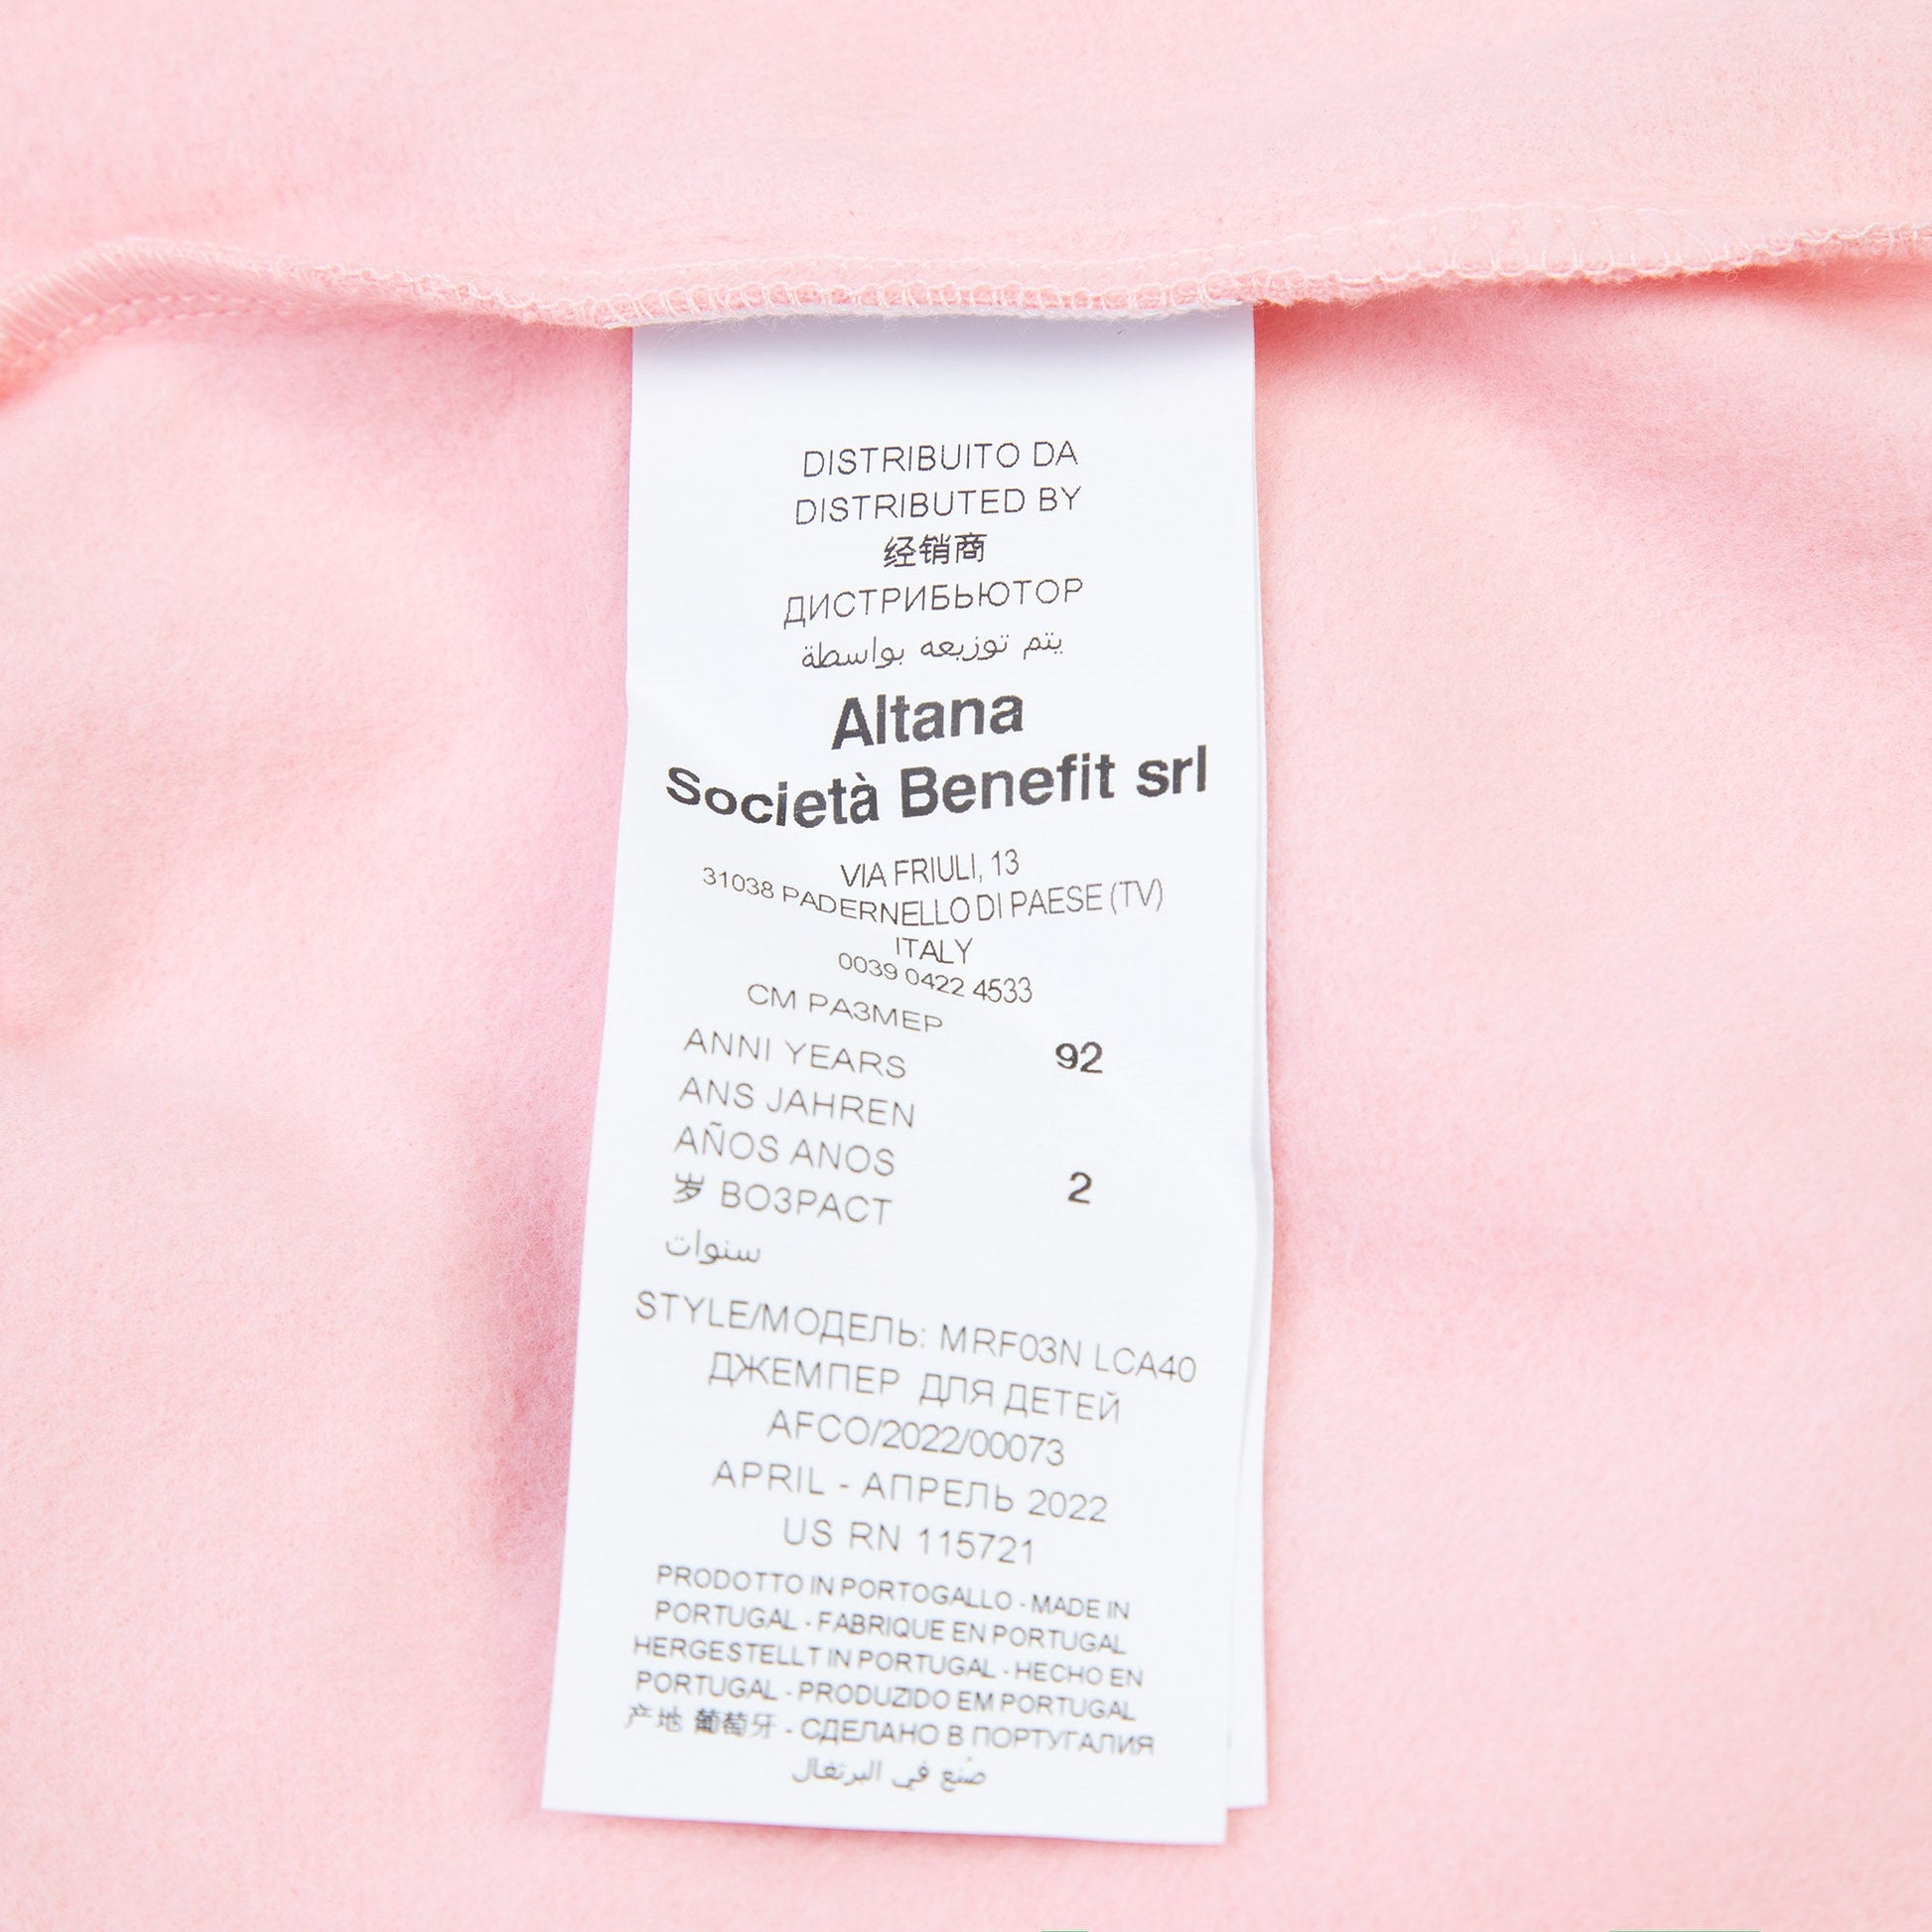 DISTRIBUITO DA
DISTRIBUTED BY
经销商
ДИСТРИБЬЮТОР
يتم توزيعه بواسطة
Altana
Società Benefit srl
VIA FRIULI, 13
31038 PADERNELLO DI PAESE (TV)
ITALY
0039 0422 4533
CM РАЗМЕР 92
ANNI YEARS
ANS JAHREN
AÑOS ANOS
岁 ВОЗРАСТ 2
سنوات
STYLE/МОДЕЛЬ: MRF03N LCA40
ДЖЕМПЕР ДЛЯ ДЕТЕЙ
AFCO/2022/00073
APRIL - АПРЕЛЬ 2022
US RN 115721
PRODOTTO IN PORTOGALLO - MADE IN
PORTUGAL - FABRIQUE EN PORTUGAL
HERGESTELLT IN PORTUGAL - HECHO EN
PORTUGAL - PRODUZIDO EM PORTUGAL
产地 葡萄牙 - СДЕЛАНО В ПОРТУГАЛИЯ
صُنع في البرتغال